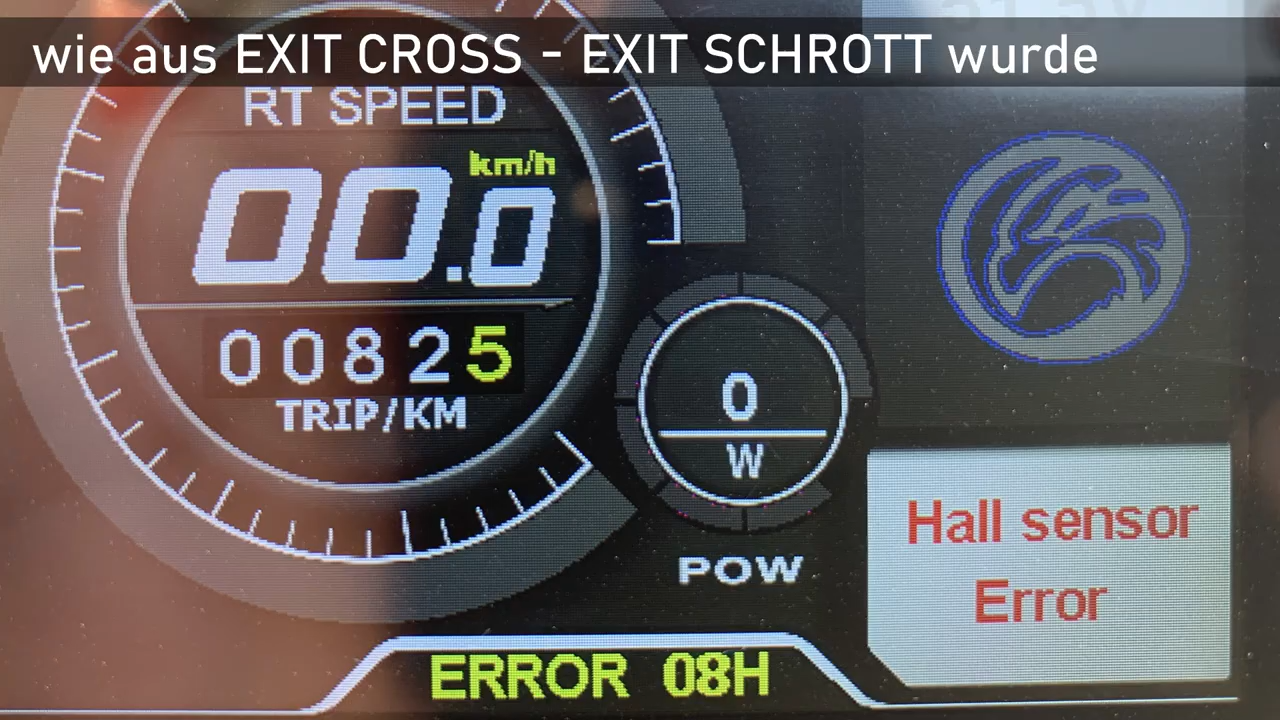 wie aus EXIT CROSS - EXIT SCHROTT wurde
RT SPEED
km/h
00.0
00825
TRIP/KM
0
W
POW
Hall sensor
Error
ERROR 08H